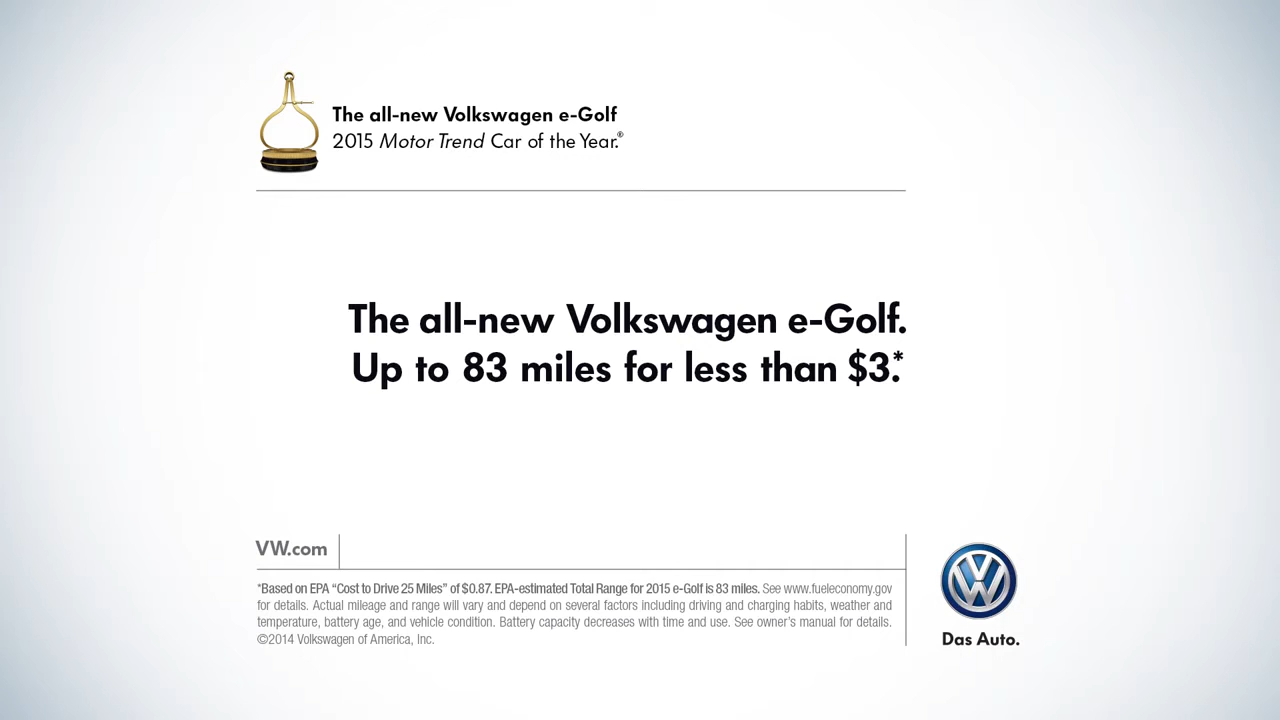 The all-new Volkswagen e-Golf
2015 Motor Trend Car of the Year.®
The all-new Volkswagen e-Golf.
Up to 83 miles for less than $3.*
VW.com
*Based on EPA “Cost to Drive 25 Miles” of $0.87. EPA-estimated Total Range for 2015 e-Golf is 83 miles. See www.fueleconomy.gov
for details. Actual mileage and range will vary and depend on several factors including driving and charging habits, weather and
temperature, battery age, and vehicle condition. Battery capacity decreases with time and use. See owner’s manual for details.
©2014 Volkswagen of America, Inc.
VW
Das Auto.